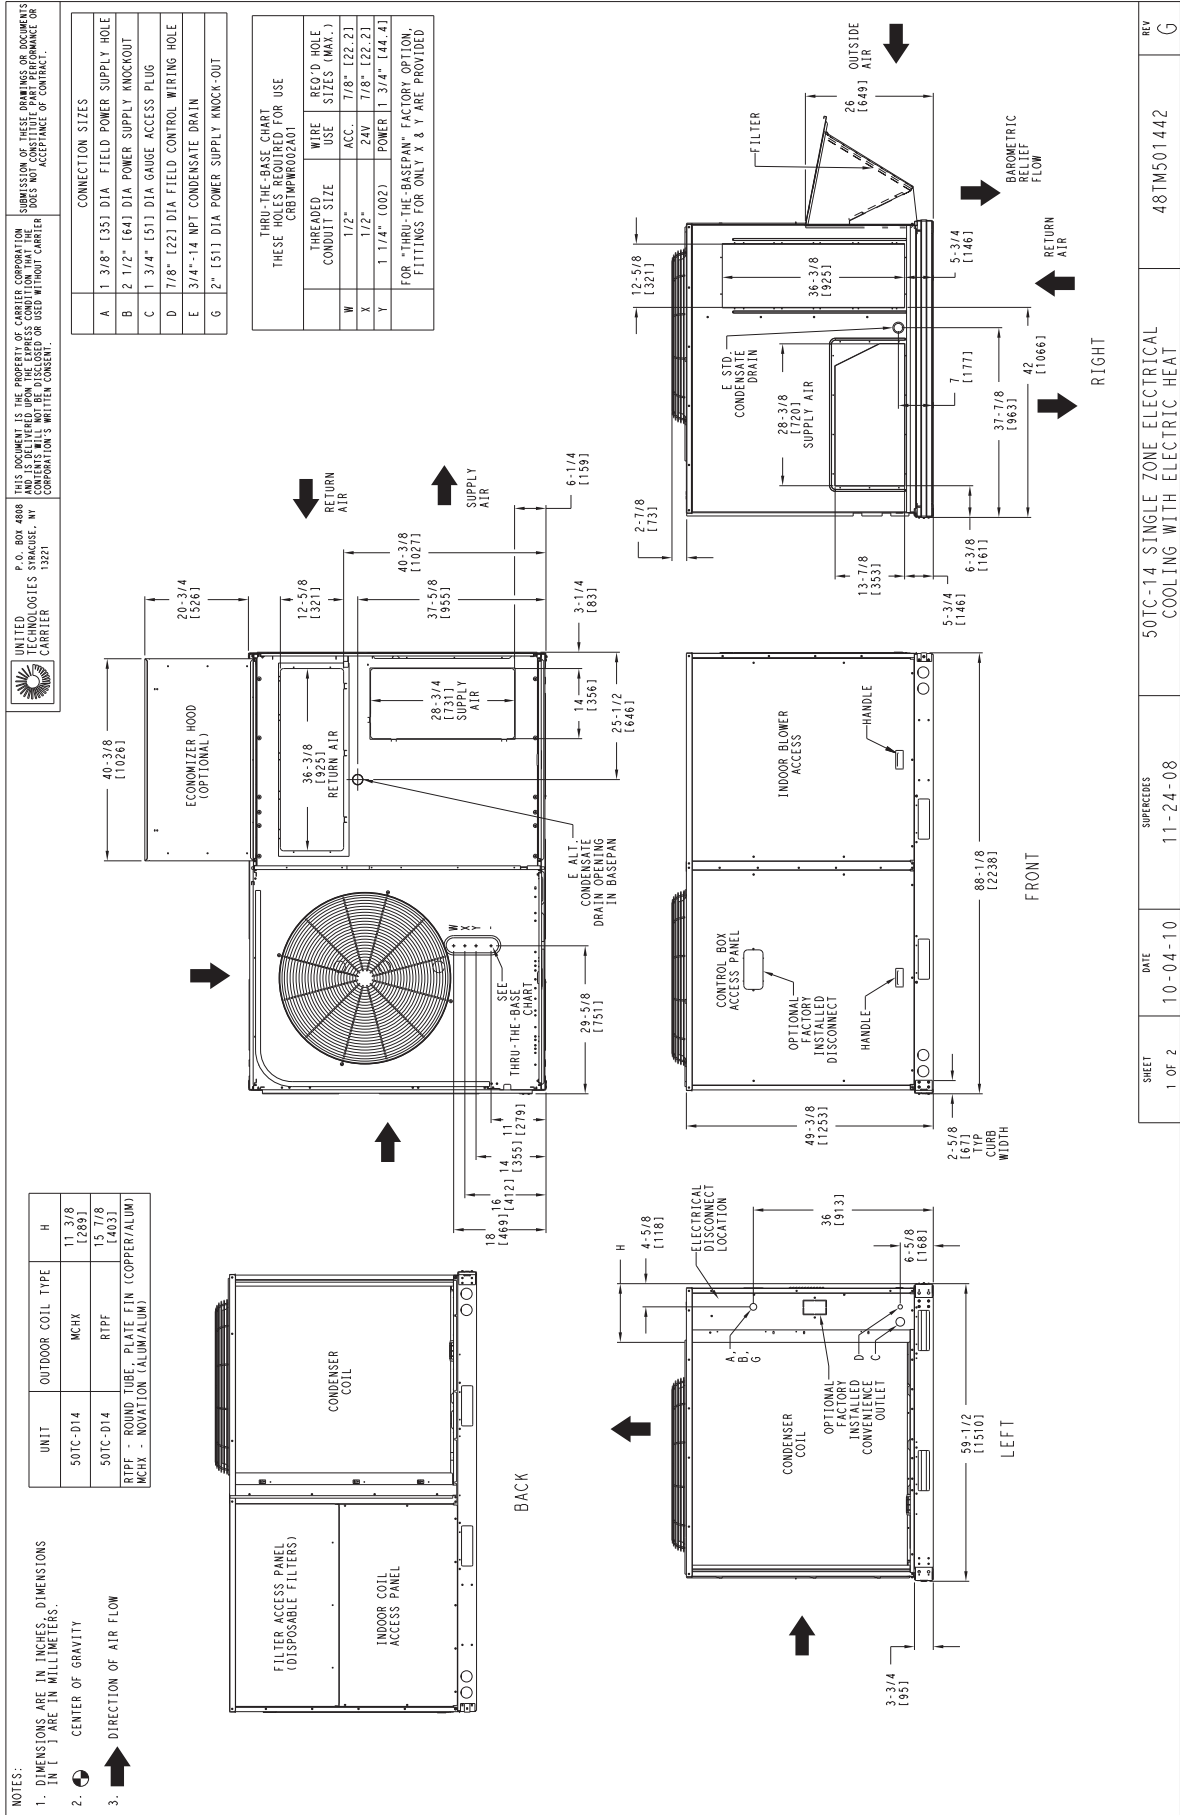 NOTES:
1. DIMENSIONS ARE IN INCHES, DIMENSIONS
IN [ ] ARE IN MILLIMETERS.
2. CENTER OF GRAVITY
3. DIRECTION OF AIR FLOW
UNIT OUTDOOR COIL TYPE H
50TC-D14 MCHX 11 3/8 [289]
50TC-D14 RTPF 15 7/8 [403]
RTPF - ROUND TUBE, PLATE FIN (COPPER/ALUM)
MCHX - NOVATION (ALUM/ALUM)
UNITED
TECHNOLOGIES
CARRIER
P.O. BOX 4808
SYRACUSE, NY
13221
THIS DOCUMENT IS THE PROPERTY OF CARRIER CORPORATION
AND IS DELIVERED UPON THE EXPRESS CONDITION THAT THE
CONTENTS WILL NOT BE DISCLOSED OR USED WITHOUT CARRIER
CORPORATION'S WRITTEN CONSENT.
SUBMISSION OF THESE DRAWINGS OR DOCUMENTS
DOES NOT CONSTITUTE PART PERFORMANCE OR
ACCEPTANCE OF CONTRACT.
CONNECTION SIZES
A 1 3/8" [35] DIA FIELD POWER SUPPLY HOLE
B 2 1/2" [64] DIA POWER SUPPLY KNOCKOUT
C 1 3/4" [51] DIA GAUGE ACCESS PLUG
D 7/8" [22] DIA FIELD CONTROL WIRING HOLE
E 3/4"-14 NPT CONDENSATE DRAIN
G 2" [51] DIA POWER SUPPLY KNOCK-OUT
THRU-THE-BASE CHART
THESE HOLES REQUIRED FOR USE
CRBTMPWR002A01
THREADED
CONDUIT SIZE
WIRE
USE
REQ'D HOLE
SIZES (MAX.)
W 1/2" ACC. 7/8" [22.2]
X 1/2" 24V 7/8" [22.2]
Y 1 1/4" (002) POWER 1 3/4" [44.4]
FOR "THRU-THE-BASEPAN" FACTORY OPTION,
FITTINGS FOR ONLY X & Y ARE PROVIDED
FILTER ACCESS PANEL
(DISPOSABLE FILTERS)
INDOOR COIL
ACCESS PANEL
CONDENSER
COIL
BACK
40-3/8
[1026]
ECONOMIZER HOOD
(OPTIONAL)
20-3/4
[526]
12-5/8
[321]
36-3/8
[925]
RETURN AIR
28-3/4
[731]
SUPPLY
AIR
RETURN
AIR
SUPPLY
AIR
40-3/8
[1027]
37-5/8
[955]
6-1/4
[159]
3-1/4
[83]
14
[356]
25-1/2
[646]
E ALT.
CONDENSATE
DRAIN OPENING
IN BASEPAN
W
X
Y
-
SEE
THRU-THE-BASE
CHART
29-5/8
[751]
11
[279]
14
[355]
16
[412]
18
[469]
H
4-5/8
[118]
ELECTRICAL
DISCONNECT
LOCATION
36
[913]
6-5/8
[168]
A,
B,
G
D
C
OPTIONAL
FACTORY
INSTALLED
CONVENIENCE
OUTLET
CONDENSER
COIL
59-1/2
[1510]
3-3/4
[95]
LEFT
CONTROL BOX
ACCESS PANEL
OPTIONAL
FACTORY
INSTALLED
DISCONNECT
HANDLE
INDOOR BLOWER
ACCESS
HANDLE
49-3/8
[1253]
2-5/8
[67]
TYP
CURB
WIDTH
88-1/8
[2238]
FRONT
2-7/8
[73]
12-5/8
[321]
36-3/8
[925]
E STD.
CONDENSATE
DRAIN
28-3/8
[720]
SUPPLY AIR
13-7/8
[353]
5-3/4
[146]
6-3/8
[161]
7
[177]
37-7/8
[963]
42
[1066]
5-3/4
[146]
RETURN
AIR
BAROMETRIC
RELIEF
FLOW
FILTER
26
[649]
OUTSIDE
AIR
RIGHT
SHEET
1 OF 2
DATE
10-04-10
SUPERCEDES
11-24-08
50TC-14 SINGLE ZONE ELECTRICAL
COOLING WITH ELECTRIC HEAT
48TM501442
REV
G